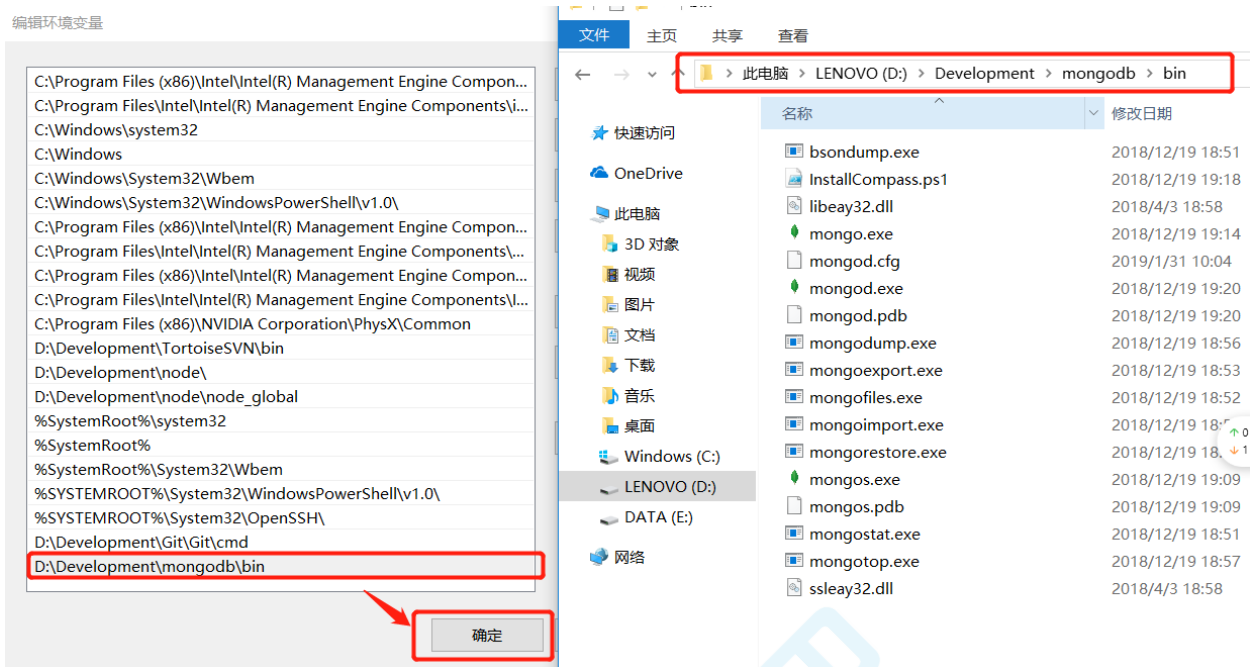 编辑环境变量
C:\Program Files (x86)\Intel\Intel(R) Management Engine Compon...
C:\Program Files (x86)\Intel\Intel(R) Management Engine Components\i...
C:\Windows\system32
C:\Windows
C:\Windows\System32\Wbem
C:\Windows\System32\WindowsPowerShell\v1.0\
C:\Program Files (x86)\Intel\Intel(R) Management Engine Compon...
C:\Program Files\Intel\Intel(R) Management Engine Components\...
C:\Program Files (x86)\Intel\Intel(R) Management Engine Compon...
C:\Program Files\Intel\Intel(R) Management Engine Components\I...
C:\Program Files (x86)\NVIDIA Corporation\PhysX\Common
D:\Development\TortoiseSVN\bin
D:\Development\node\
D:\Development\node\node_global
%SystemRoot%\system32
%SystemRoot%
%SystemRoot%\System32\Wbem
%SYSTEMROOT%\System32\WindowsPowerShell\v1.0\
%SYSTEMROOT%\System32\OpenSSH\
D:\Development\Git\Git\cmd
D:\Development\mongodb\bin
确定
文件 主页 共享 查看
此电脑 > LENOVO (D:) > Development > mongodb > bin
快速访问
OneDrive
此电脑
3D 对象
视频
图片
文档
下载
音乐
桌面
Windows (C:)
LENOVO (D:)
DATA (E:)
网络
名称 修改日期
bsondump.exe 2018/12/19 18:51
InstallCompass.ps1 2018/12/19 19:18
libeay32.dll 2018/4/3 18:58
mongo.exe 2018/12/19 19:14
mongod.cfg 2019/1/31 10:04
mongod.exe 2018/12/19 19:20
mongod.pdb 2018/12/19 19:20
mongodump.exe 2018/12/19 18:56
mongoexport.exe 2018/12/19 18:53
mongofiles.exe 2018/12/19 18:52
mongoimport.exe 2018/12/19
mongorestore.exe 2018/12/19
mongos.exe 2018/12/19 19:09
mongos.pdb 2018/12/19 19:09
mongostat.exe 2018/12/19 18:51
mongotop.exe 2018/12/19 18:57
ssleay32.dll 2018/4/3 18:58
0
1